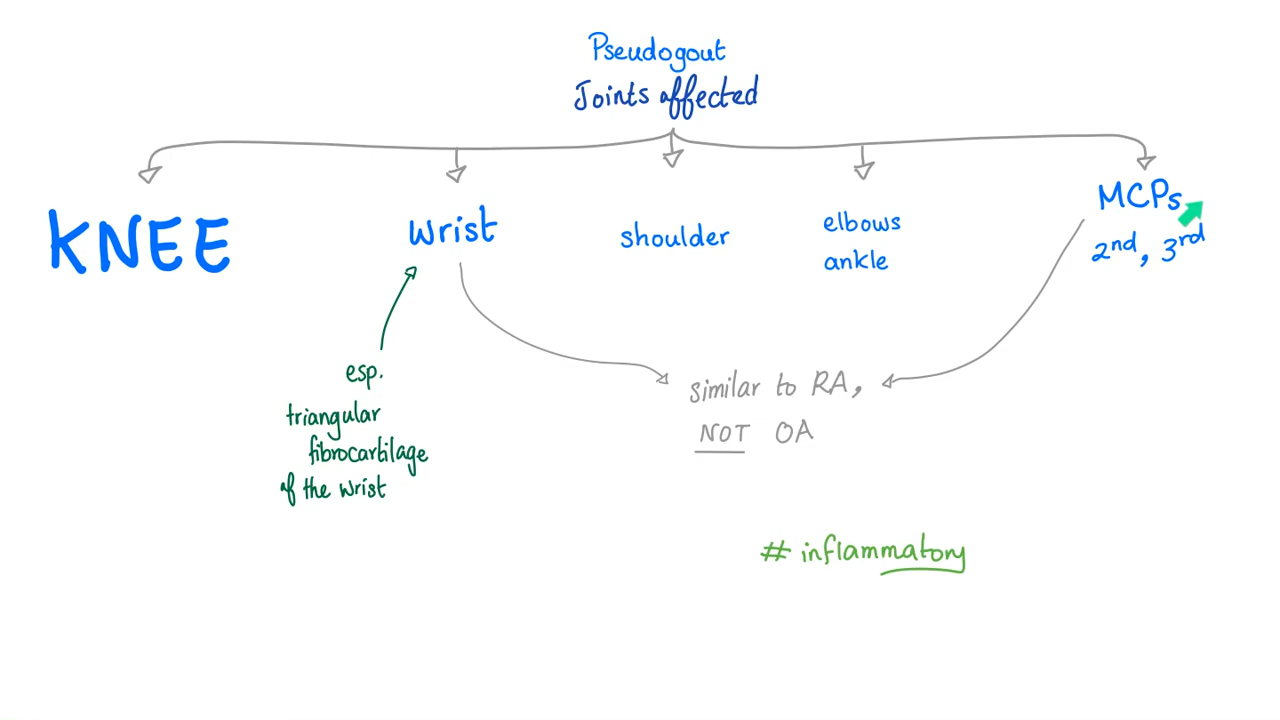 Pseudogout
Joints affected
KNEE
wrist
shoulder
elbows
ankle
MCPs
2nd, 3rd
esp.
triangular
fibrocartilage
of the wrist
similar to RA,
NOT OA
# inflammatory